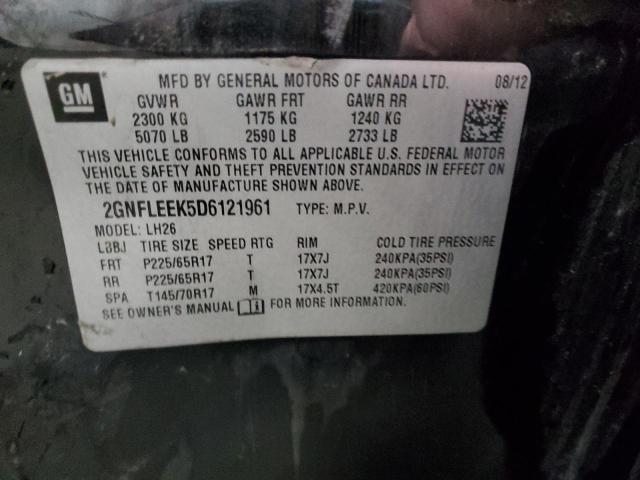 GM
MFD BY GENERAL MOTORS OF CANADA LTD. 08/12
GVWR GAWR FRT GAWR RR
2300 KG 1175 KG 1240 KG
5070 LB 2590 LB 2733 LB
THIS VEHICLE CONFORMS TO ALL APPLICABLE U.S. FEDERAL MOTOR
VEHICLE SAFETY AND THEFT PREVENTION STANDARDS IN EFFECT ON
THE DATE OF MANUFACTURE SHOWN ABOVE.
2GNFLEEK5D6121961 TYPE: M.P.V.
MODEL: LH26
L3BJ TIRE SIZE SPEED RTG RIM COLD TIRE PRESSURE
FRT P225/65R17 T 17X7J 240KPA(35PSI)
RR P225/65R17 T 17X7J 240KPA(35PSI)
SPA T145/70R17 M 17X4.5T 420KPA(60PSI)
SEE OWNER'S MANUAL FOR MORE INFORMATION.